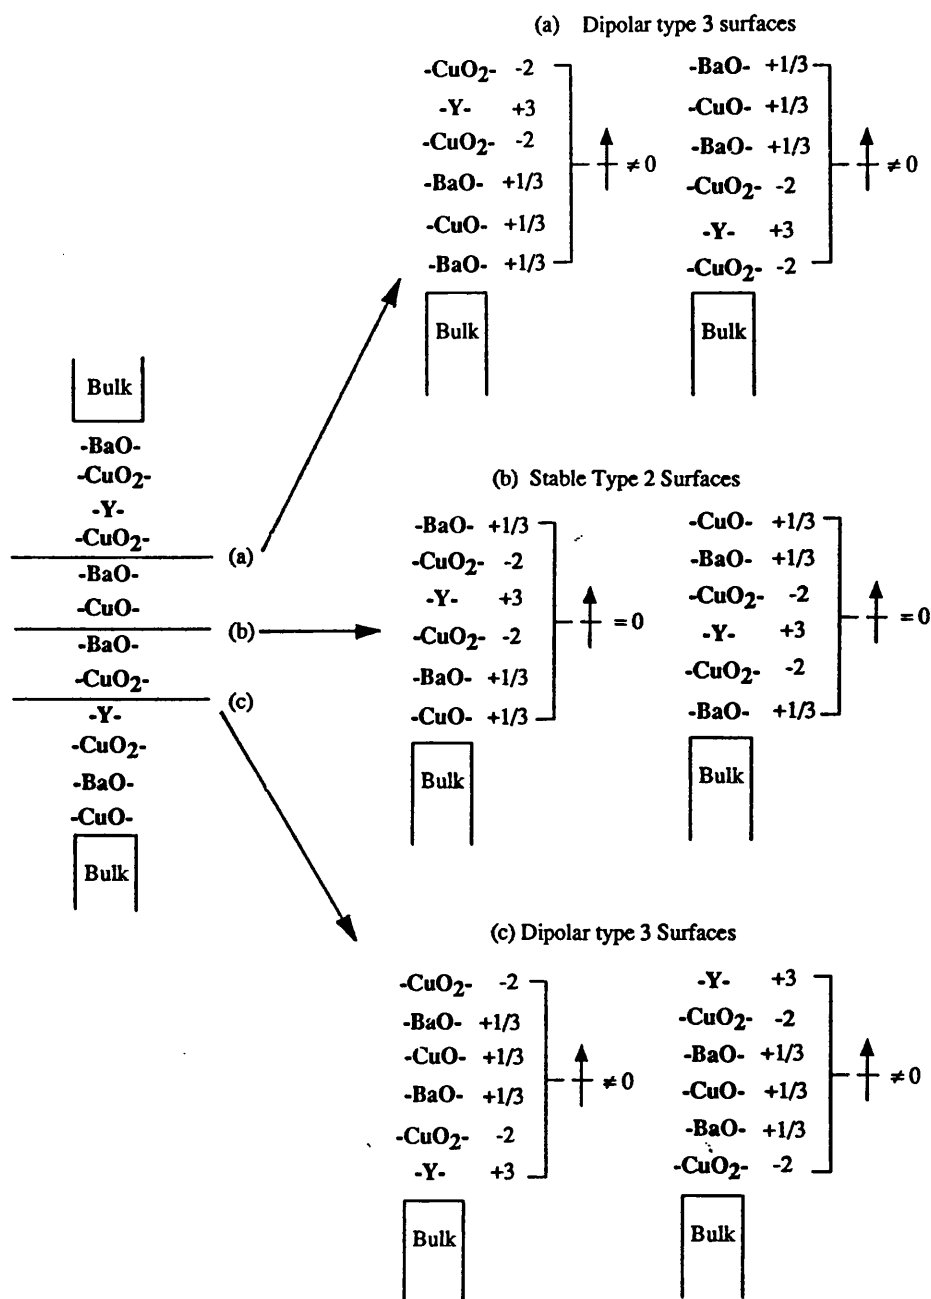 (a) Dipolar type 3 surfaces
-CuO2- -2
-Y- +3
-CuO2- -2
-BaO- +1/3
-CuO- +1/3
-BaO- +1/3
≠0
Bulk
-BaO- +1/3
-CuO- +1/3
-BaO- +1/3
-CuO2- -2
-Y- +3
-CuO2- -2
≠0
Bulk
Bulk
-BaO-
-CuO2-
-Y-
-CuO2-
(a)
-BaO-
-CuO-
(b)
-BaO-
-CuO2-
(c)
-Y-
-CuO2-
-BaO-
-CuO-
Bulk
(b) Stable Type 2 Surfaces
-BaO- +1/3
-CuO2- -2
-Y- +3
-CuO2- -2
-BaO- +1/3
-CuO- +1/3
= 0
Bulk
-CuO- +1/3
-BaO- +1/3
-CuO2- -2
-Y- +3
-CuO2- -2
-BaO- +1/3
= 0
Bulk
(c) Dipolar type 3 Surfaces
-CuO2- -2
-BaO- +1/3
-CuO- +1/3
-BaO- +1/3
-CuO2- -2
-Y- +3
≠0
Bulk
-Y- +3
-CuO2- -2
-BaO- +1/3
-CuO- +1/3
-BaO- +1/3
-CuO2- -2
≠0
Bulk